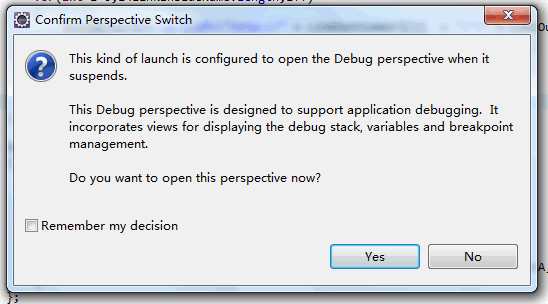 Confirm Perspective Switch
This kind of launch is configured to open the Debug perspective when it
suspends.
This Debug perspective is designed to support application debugging.  It
incorporates views for displaying the debug stack, variables and breakpoint
management.
Do you want to open this perspective now?
Remember my decision
Yes
No
};